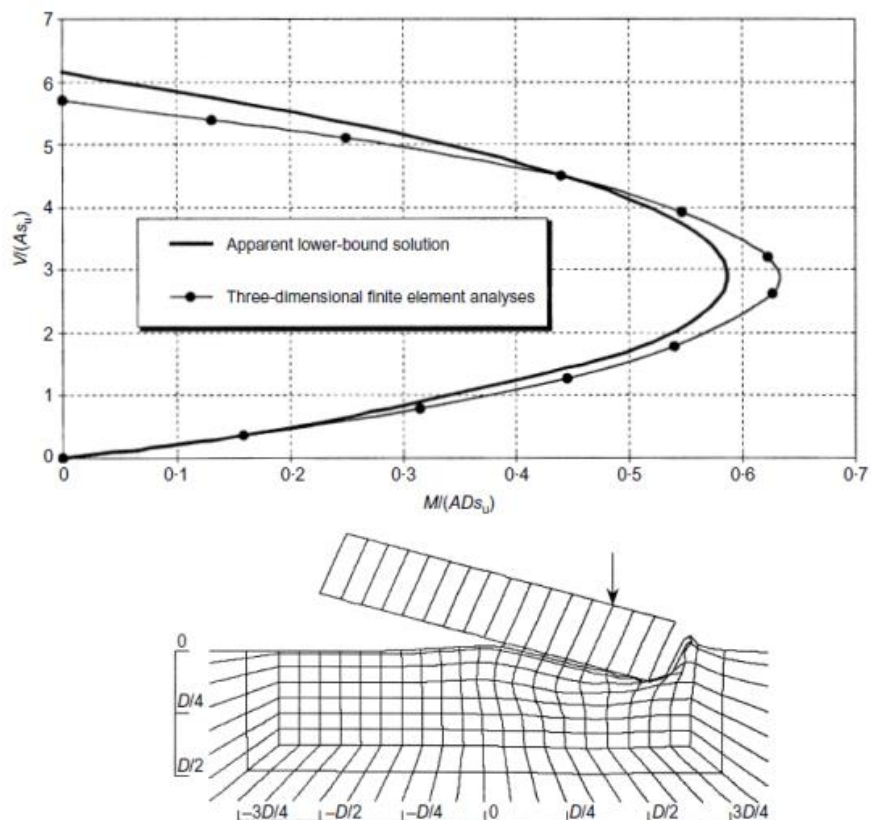 7
6
5
4
3
2
1
0
V/(As_u)
Apparent lower-bound solution
Three-dimensional finite element analyses
0 0·1 0·2 0·3 0·4 0·5 0·6 0·7
M/(ADs_u)
0
D/4
D/2
-3D/4 -D/2 -D/4 0 D/4 D/2 3D/4